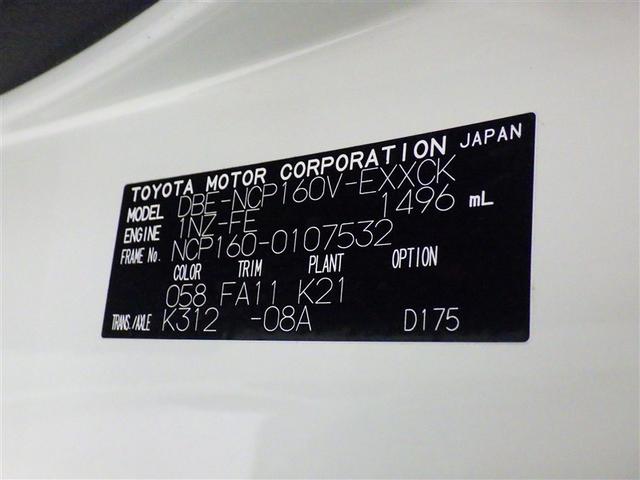 TOYOTA MOTOR CORPORATION JAPAN
MODEL DBE-NCP160V-EXXCK
ENGINE 1NZ-FE 1496 mL
FRAME No. NCP160-0107532
COLOR TRIM PLANT OPTION
058 FA11 K21
TRANS./AXLE K312 -08A D175